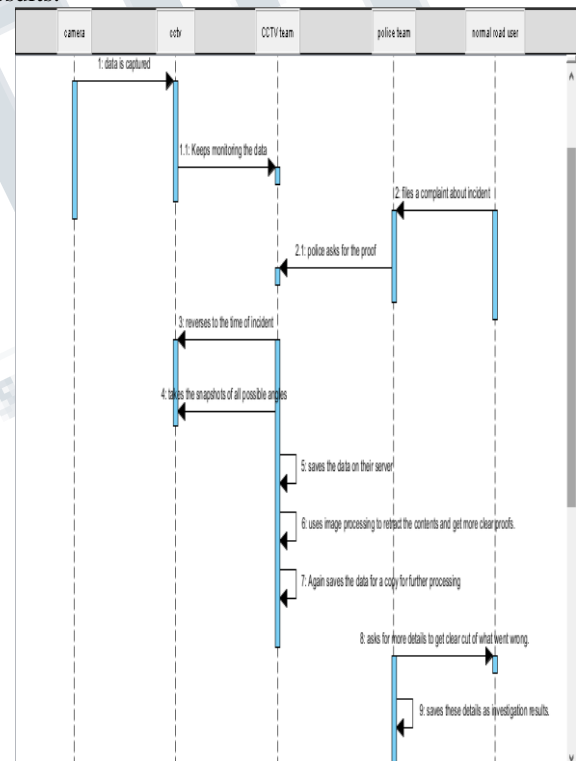 camera
cctv
CCTV team
police team
normal road user
1: data is captured
1.1: Keeps monitoring the data
2: files a complaint about incident
2.1: police asks for the proof
3: reverses to the time of incident
4: takes the snapshots of all possible angles
5: saves the data on their server
6: uses image processing to retract the contents and get more clear proofs.
7: Again saves the data for a copy for further processing
8: asks for more details to get clear cut of what went wrong.
9: saves these details as investigation results.